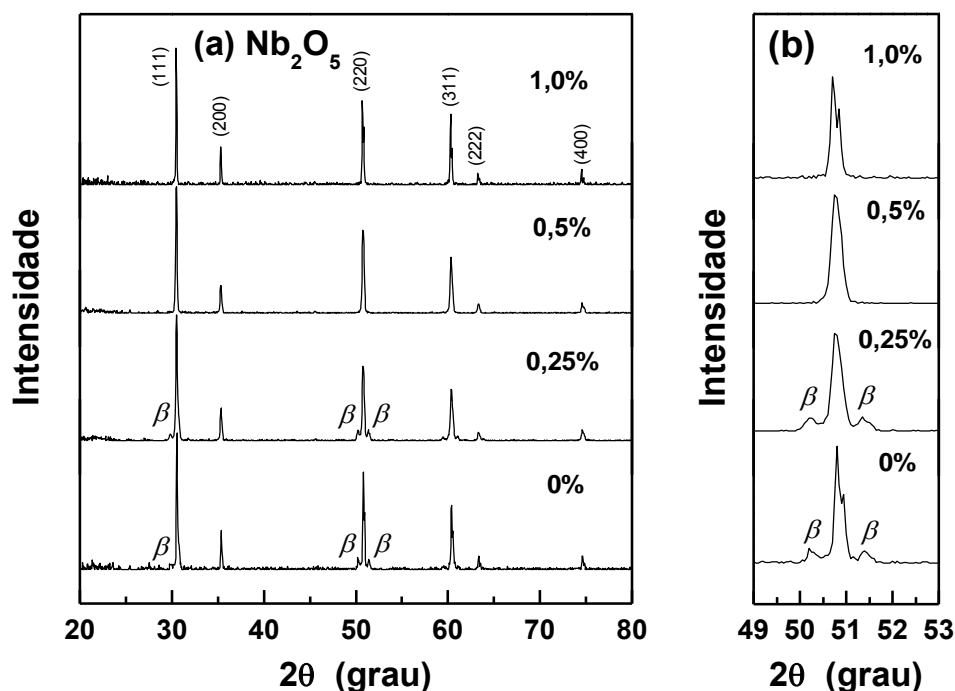 (a) Nb₂O₅
(111)
(200)
(220)
(311)
(222)
(400)
1,0%
0,5%
0,25%
β
β
β
0%
β
β
β
Intensidade
20 30 40 50 60 70 80
2θ (grau)
(b)
1,0%
0,5%
0,25%
β
β
0%
β
β
Intensidade
49 50 51 52 53
2θ (grau)